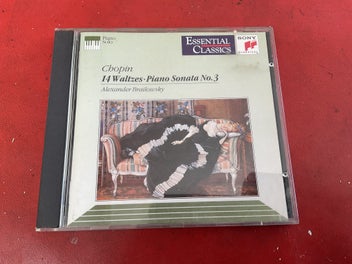 Piano
Solo
ESSENTIAL
CLASSICS
SONY
Chopin
14 Waltzes · Piano Sonata No. 3
Alexander Brailowsky